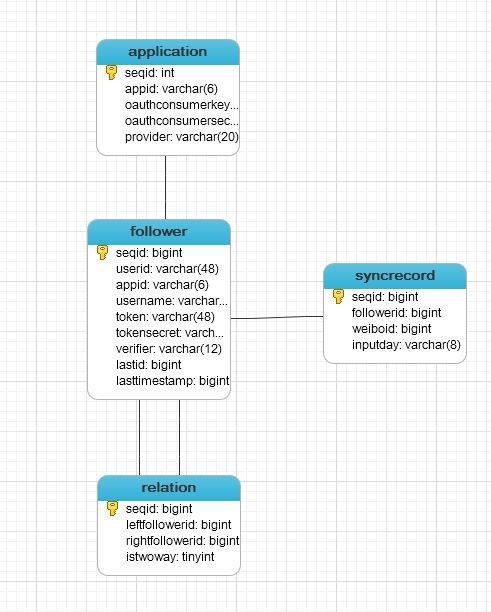 application
seqid: int
appid: varchar(6)
oauthconsumerkey...
oauthconsumersec...
provider: varchar(20)
follower
seqid: bigint
userid: varchar(48)
appid: varchar(6)
username: varchar...
token: varchar(48)
tokensecret: varch...
verifier: varchar(12)
lastid: bigint
lasttimestamp: bigint
syncrecord
seqid: bigint
followerid: bigint
weiboid: bigint
inputday: varchar(8)
relation
seqid: bigint
leftfollowerid: bigint
rightfollowerid: bigint
istwoway: tinyint